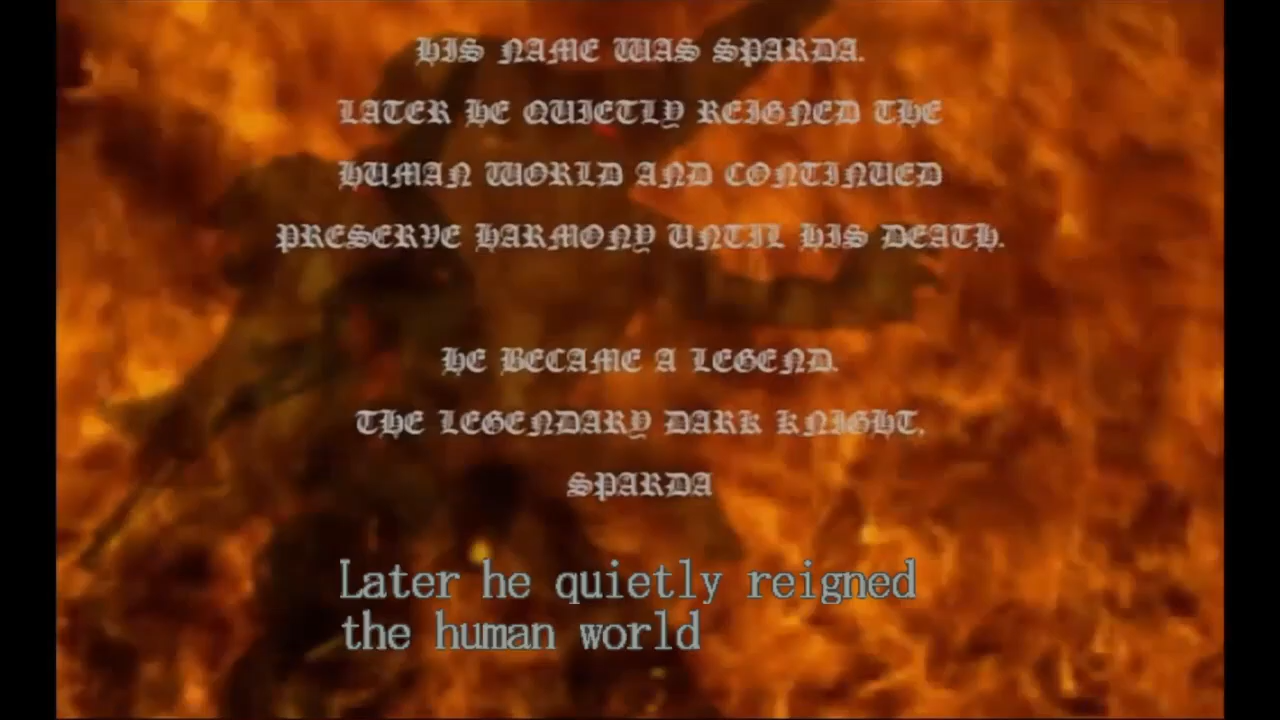 HIS NAME WAS SPARDA.
LATER HE QUIETLY REIGNED THE
HUMAN WORLD AND CONTINUED
PRESERVE HARMONY UNTIL HIS DEATH.
HE BECAME A LEGEND.
THE LEGENDARY DARK KNIGHT,
SPARDA
Later he quietly reigned
the human world